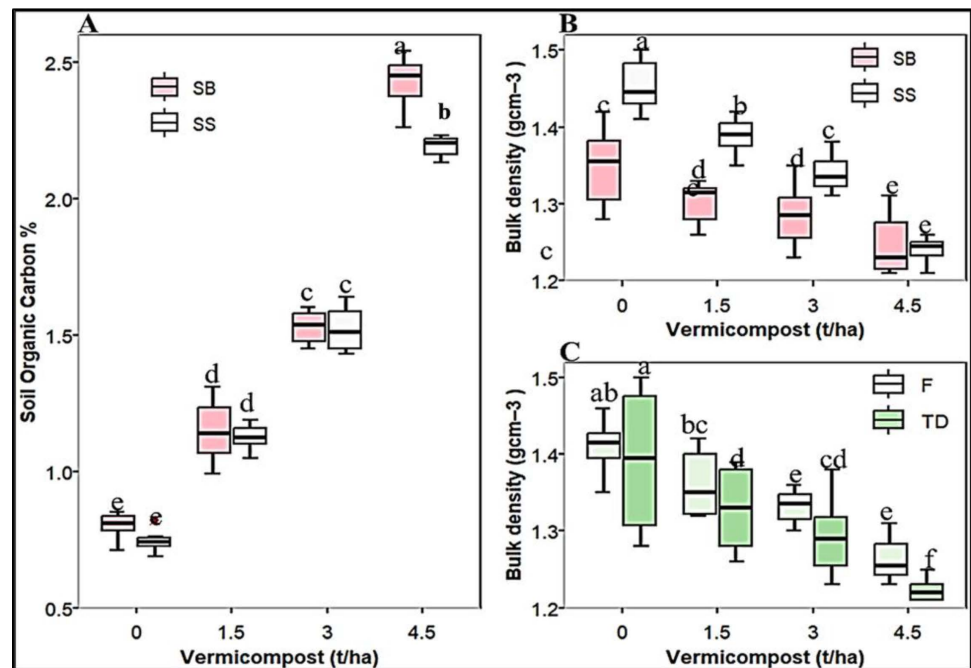 A
Soil Organic Carbon %
2.5
2.0
1.5
1.0
0.5
SB
SS
e
e
d
d
c
c
a
b
0 1.5 3 4.5
Vermicompost (t/ha)
B
Bulk density (gcm−3)
1.5
1.4
1.3
1.2
SB
SS
c
a
d
e
b
d
c
e
e
c
0 1.5 3 4.5
Vermicompost (t/ha)
C
Bulk density (gcm−3)
1.5
1.4
1.3
1.2
F
TD
ab
a
bc
d
e
cd
e
f
0 1.5 3 4.5
Vermicompost (t/ha)